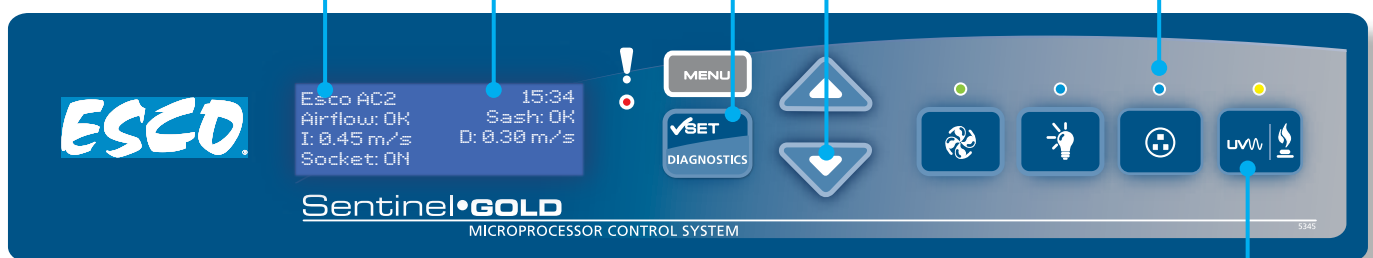 ESCO.
Esco AC2 15:34
Airflow: OK Sash: OK
I: 0.45 m/s D: 0.30 m/s
Socket: ON
!
MENU
✓SET
DIAGNOSTICS
UV
Sentinel•GOLD
MICROPROCESSOR CONTROL SYSTEM
5345